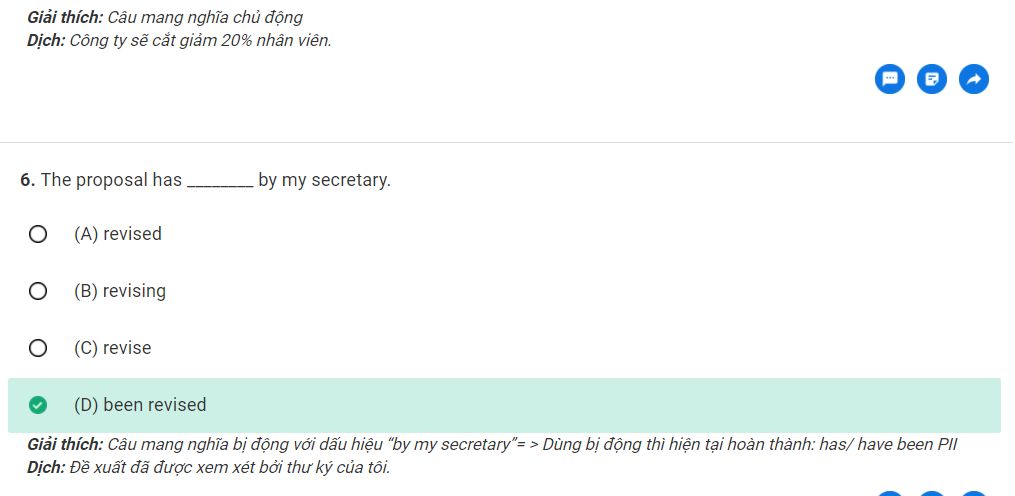 Giải thích: Câu mang nghĩa chủ động
Dịch: Công ty sẽ cắt giảm 20% nhân viên.
6. The proposal has ________ by my secretary.
(A) revised
(B) revising
(C) revise
(D) been revised
Giải thích: Câu mang nghĩa bị động với dấu hiệu “by my secretary”= > Dùng bị động thì hiện tại hoàn thành: has/ have been PII
Dịch: Đề xuất đã được xem xét bởi thư ký của tôi.